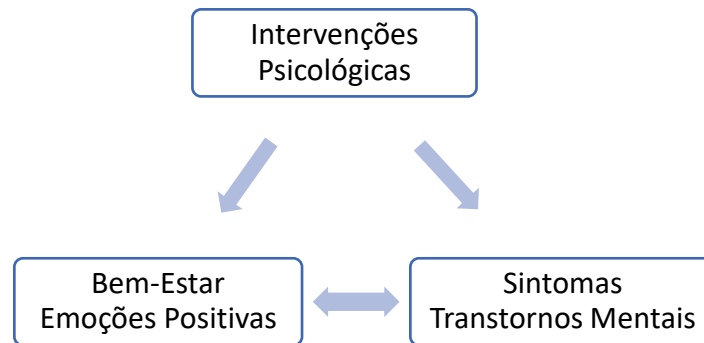 Intervenções
Psicológicas
Bem-Estar
Emoções Positivas
Sintomas
Transtornos Mentais